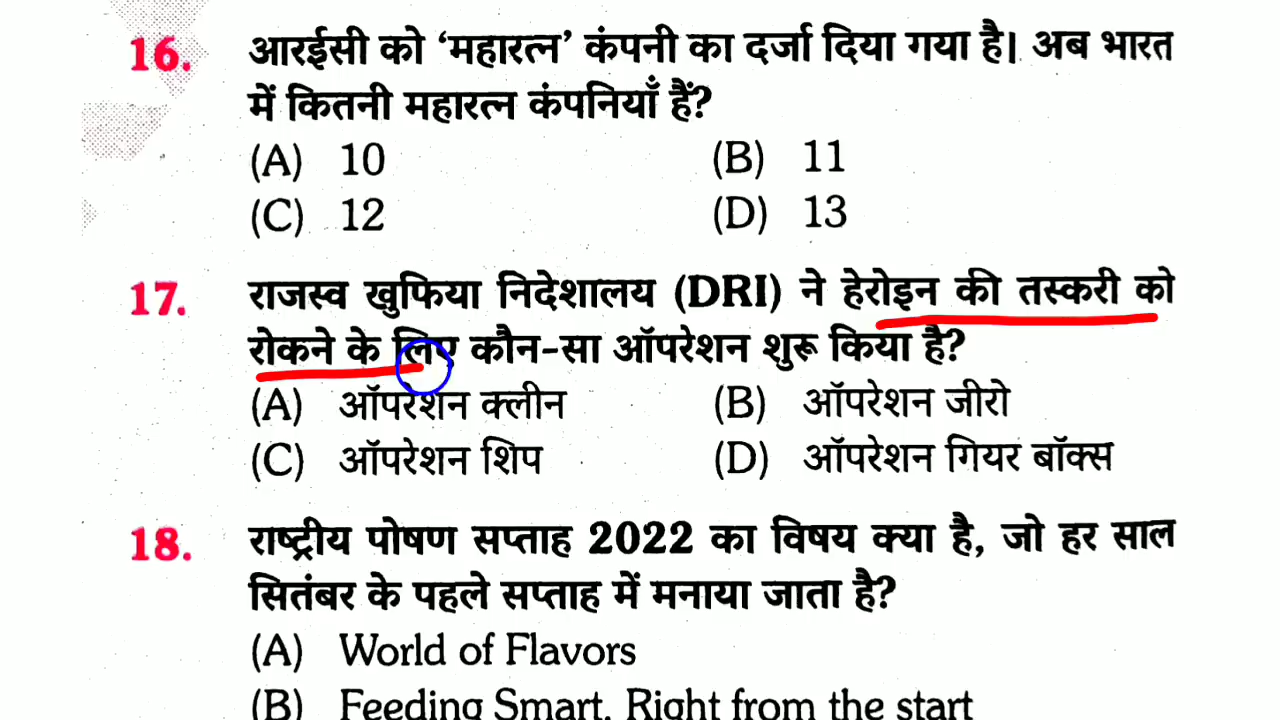 16. आरईसी को ‘महारत्न’ कंपनी का दर्जा दिया गया है। अब भारत
में कितनी महारत्न कंपनियाँ हैं?
(A) 10 (B) 11
(C) 12 (D) 13
17. राजस्व खुफिया निदेशालय (DRI) ने हेरोइन की तस्करी को
रोकने के लिए कौन-सा ऑपरेशन शुरू किया है?
(A) ऑपरेशन क्लीन (B) ऑपरेशन जीरो
(C) ऑपरेशन शिप (D) ऑपरेशन गियर बॉक्स
18. राष्ट्रीय पोषण सप्ताह 2022 का विषय क्या है, जो हर साल
सितंबर के पहले सप्ताह में मनाया जाता है?
(A) World of Flavors
(B) Feeding Smart, Right from the start